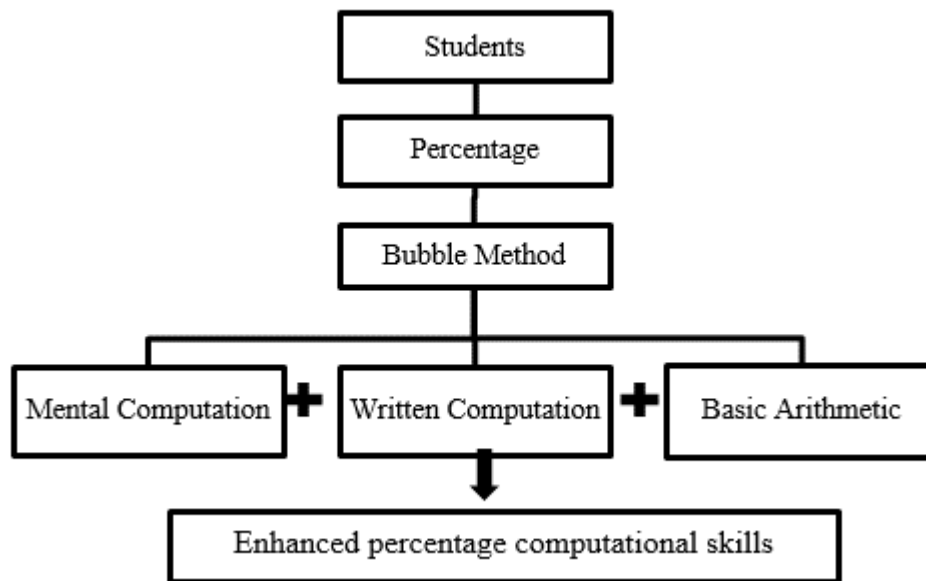 Students
Percentage
Bubble Method
Mental Computation
Written Computation
Basic Arithmetic
Enhanced percentage computational skills